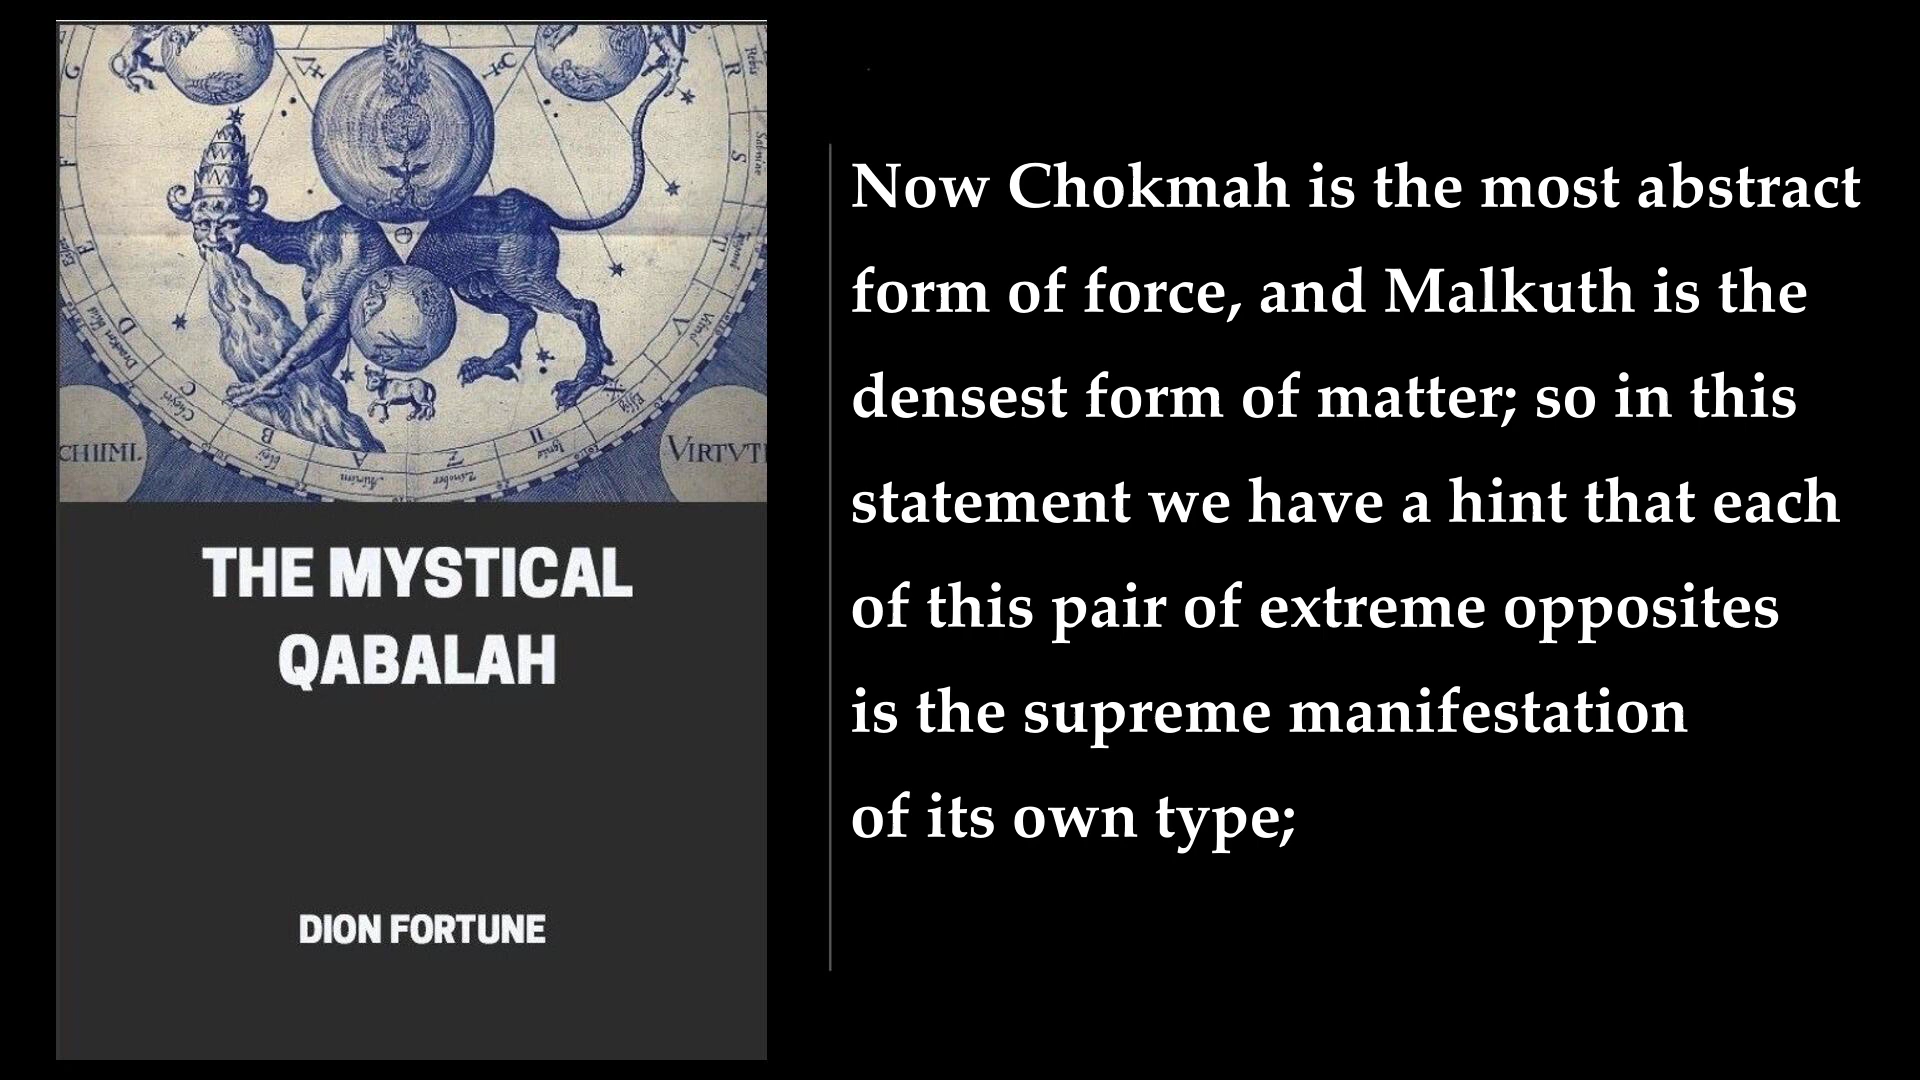 CHIIMI.
VIRTVTI
THE MYSTICAL
QABALAH
DION FORTUNE
Now Chokmah is the most abstract
form of force, and Malkuth is the
densest form of matter; so in this
statement we have a hint that each
of this pair of extreme opposites
is the supreme manifestation
of its own type;